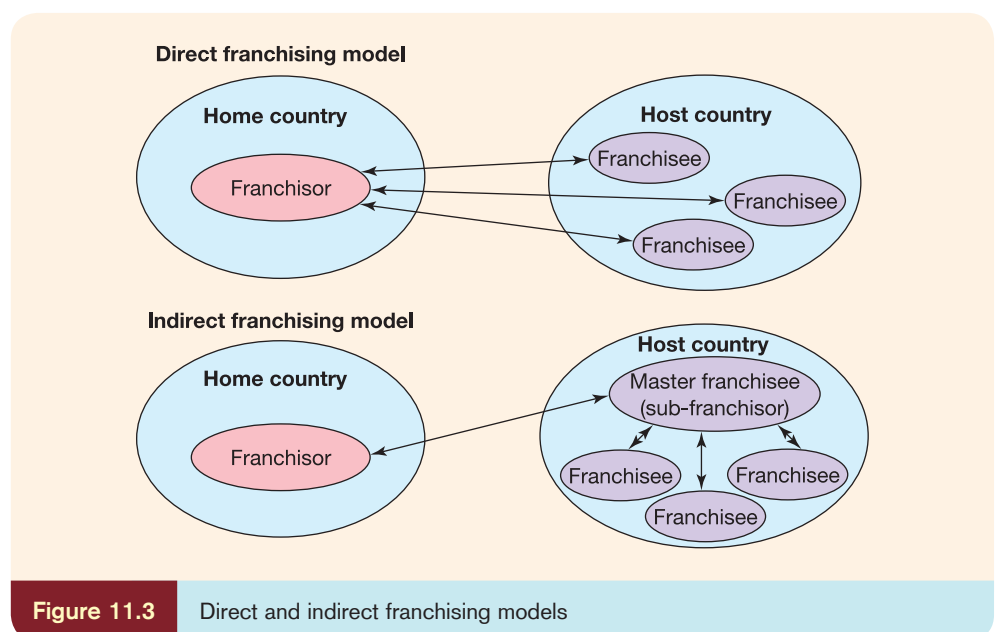 Direct franchising model
Home country
Franchisor
Host country
Franchisee
Franchisee
Franchisee
Indirect franchising model
Home country
Franchisor
Host country
Master franchisee
(sub-franchisor)
Franchisee
Franchisee
Franchisee
Figure 11.3 Direct and indirect franchising models